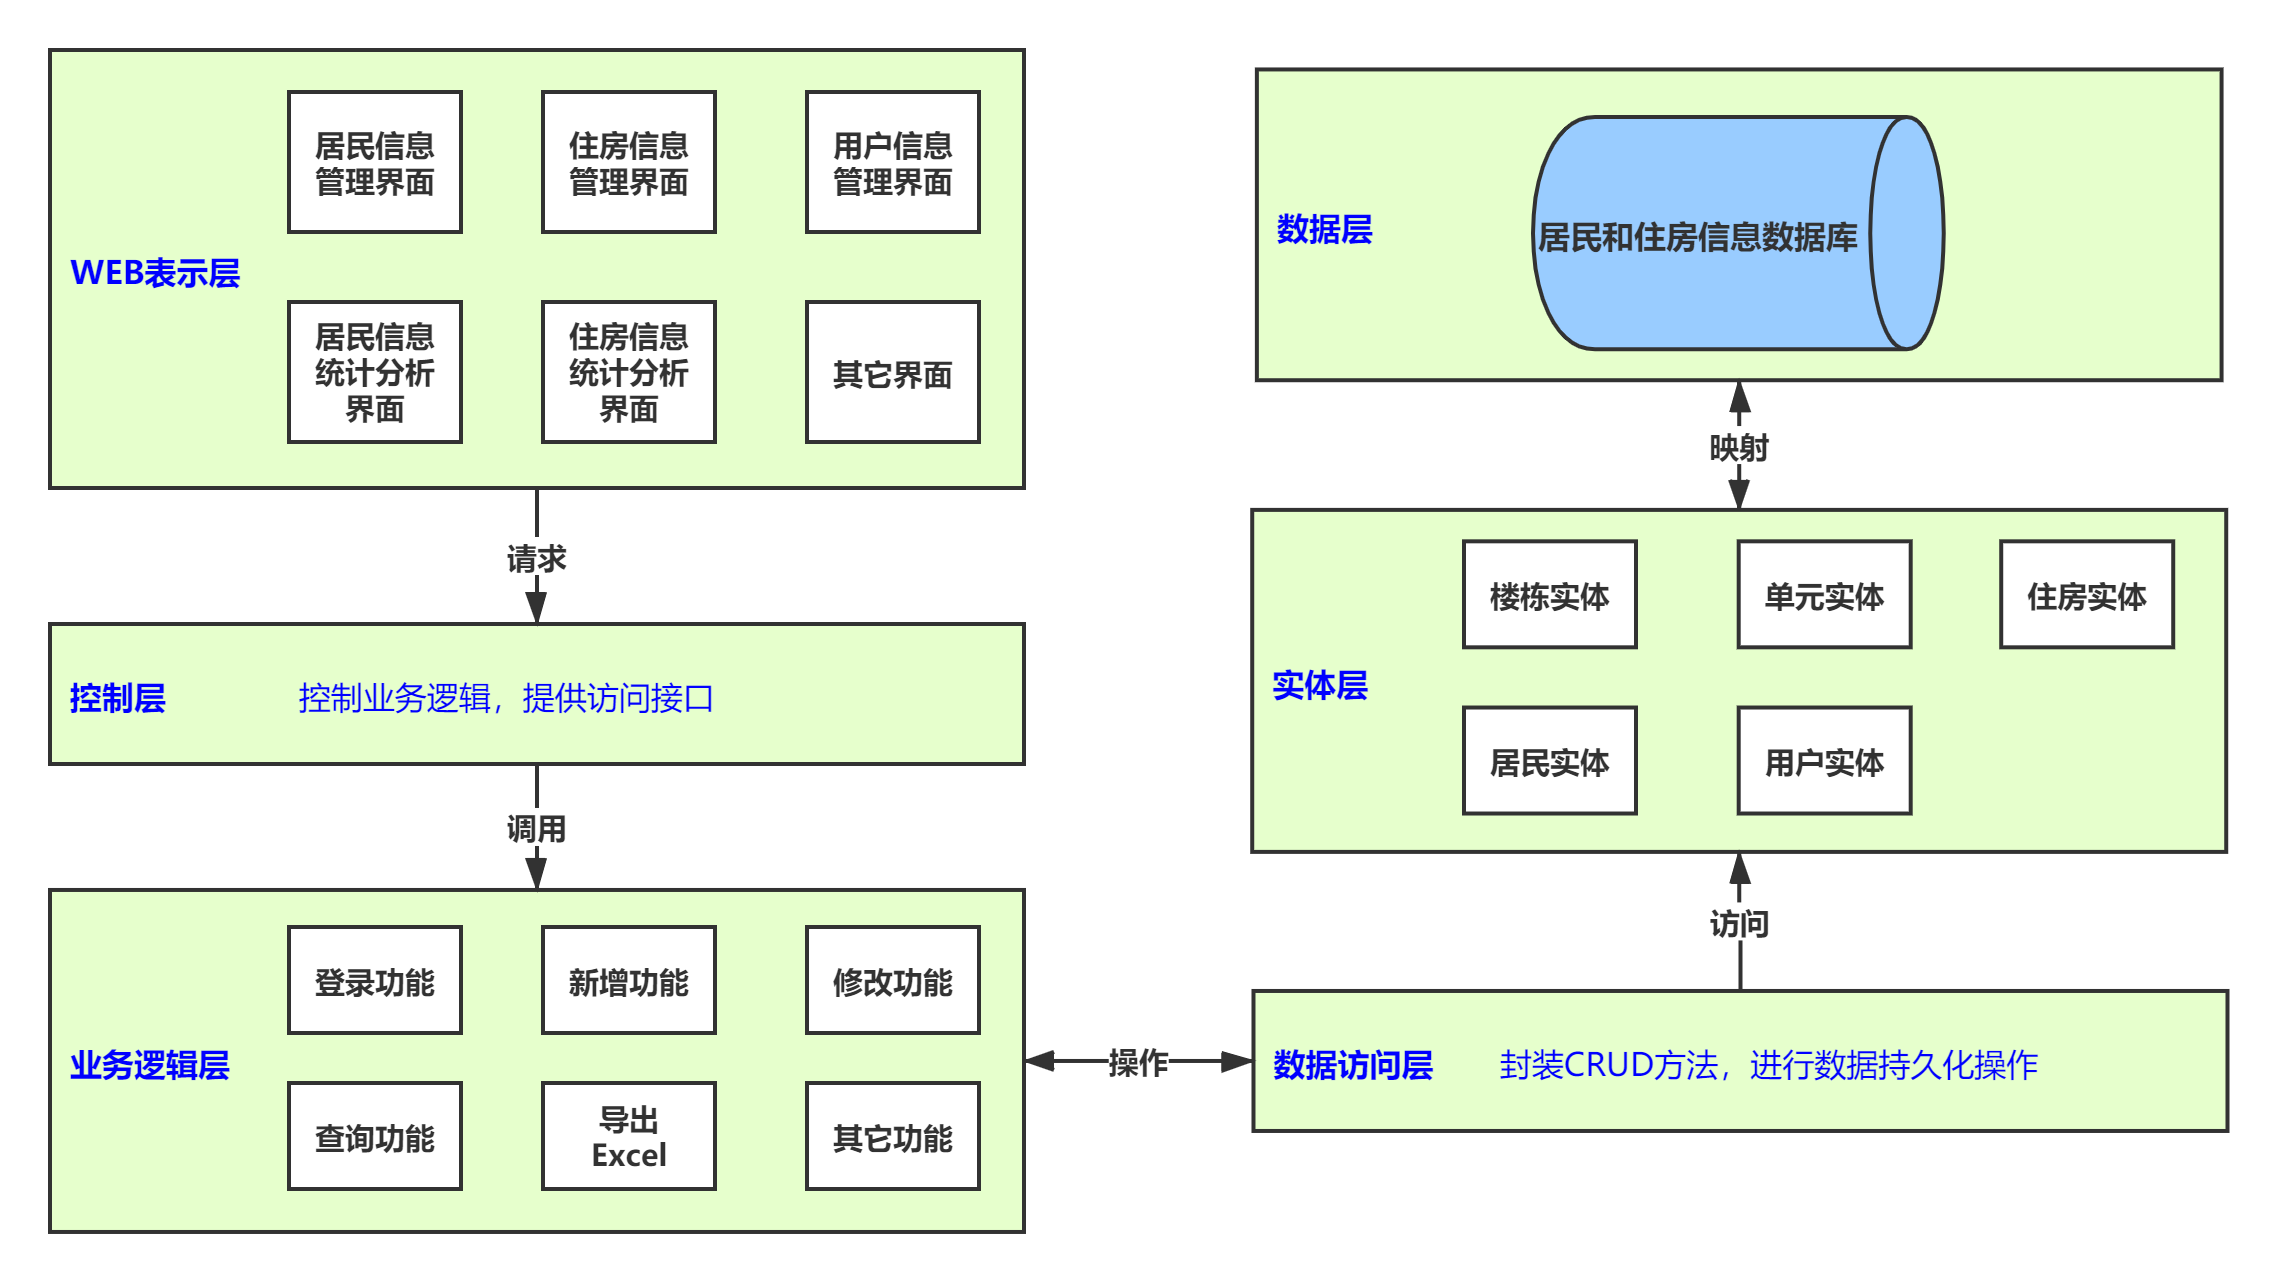 WEB表示层
居民信息
管理界面
住房信息
管理界面
用户信息
管理界面
居民信息
统计分析
界面
住房信息
统计分析
界面
其它界面
请求
控制层
控制业务逻辑，提供访问接口
调用
业务逻辑层
登录功能
新增功能
修改功能
查询功能
导出
Excel
其它功能
操作
数据层
居民和住房信息数据库
映射
实体层
楼栋实体
单元实体
住房实体
居民实体
用户实体
访问
数据访问层
封装CRUD方法，进行数据持久化操作